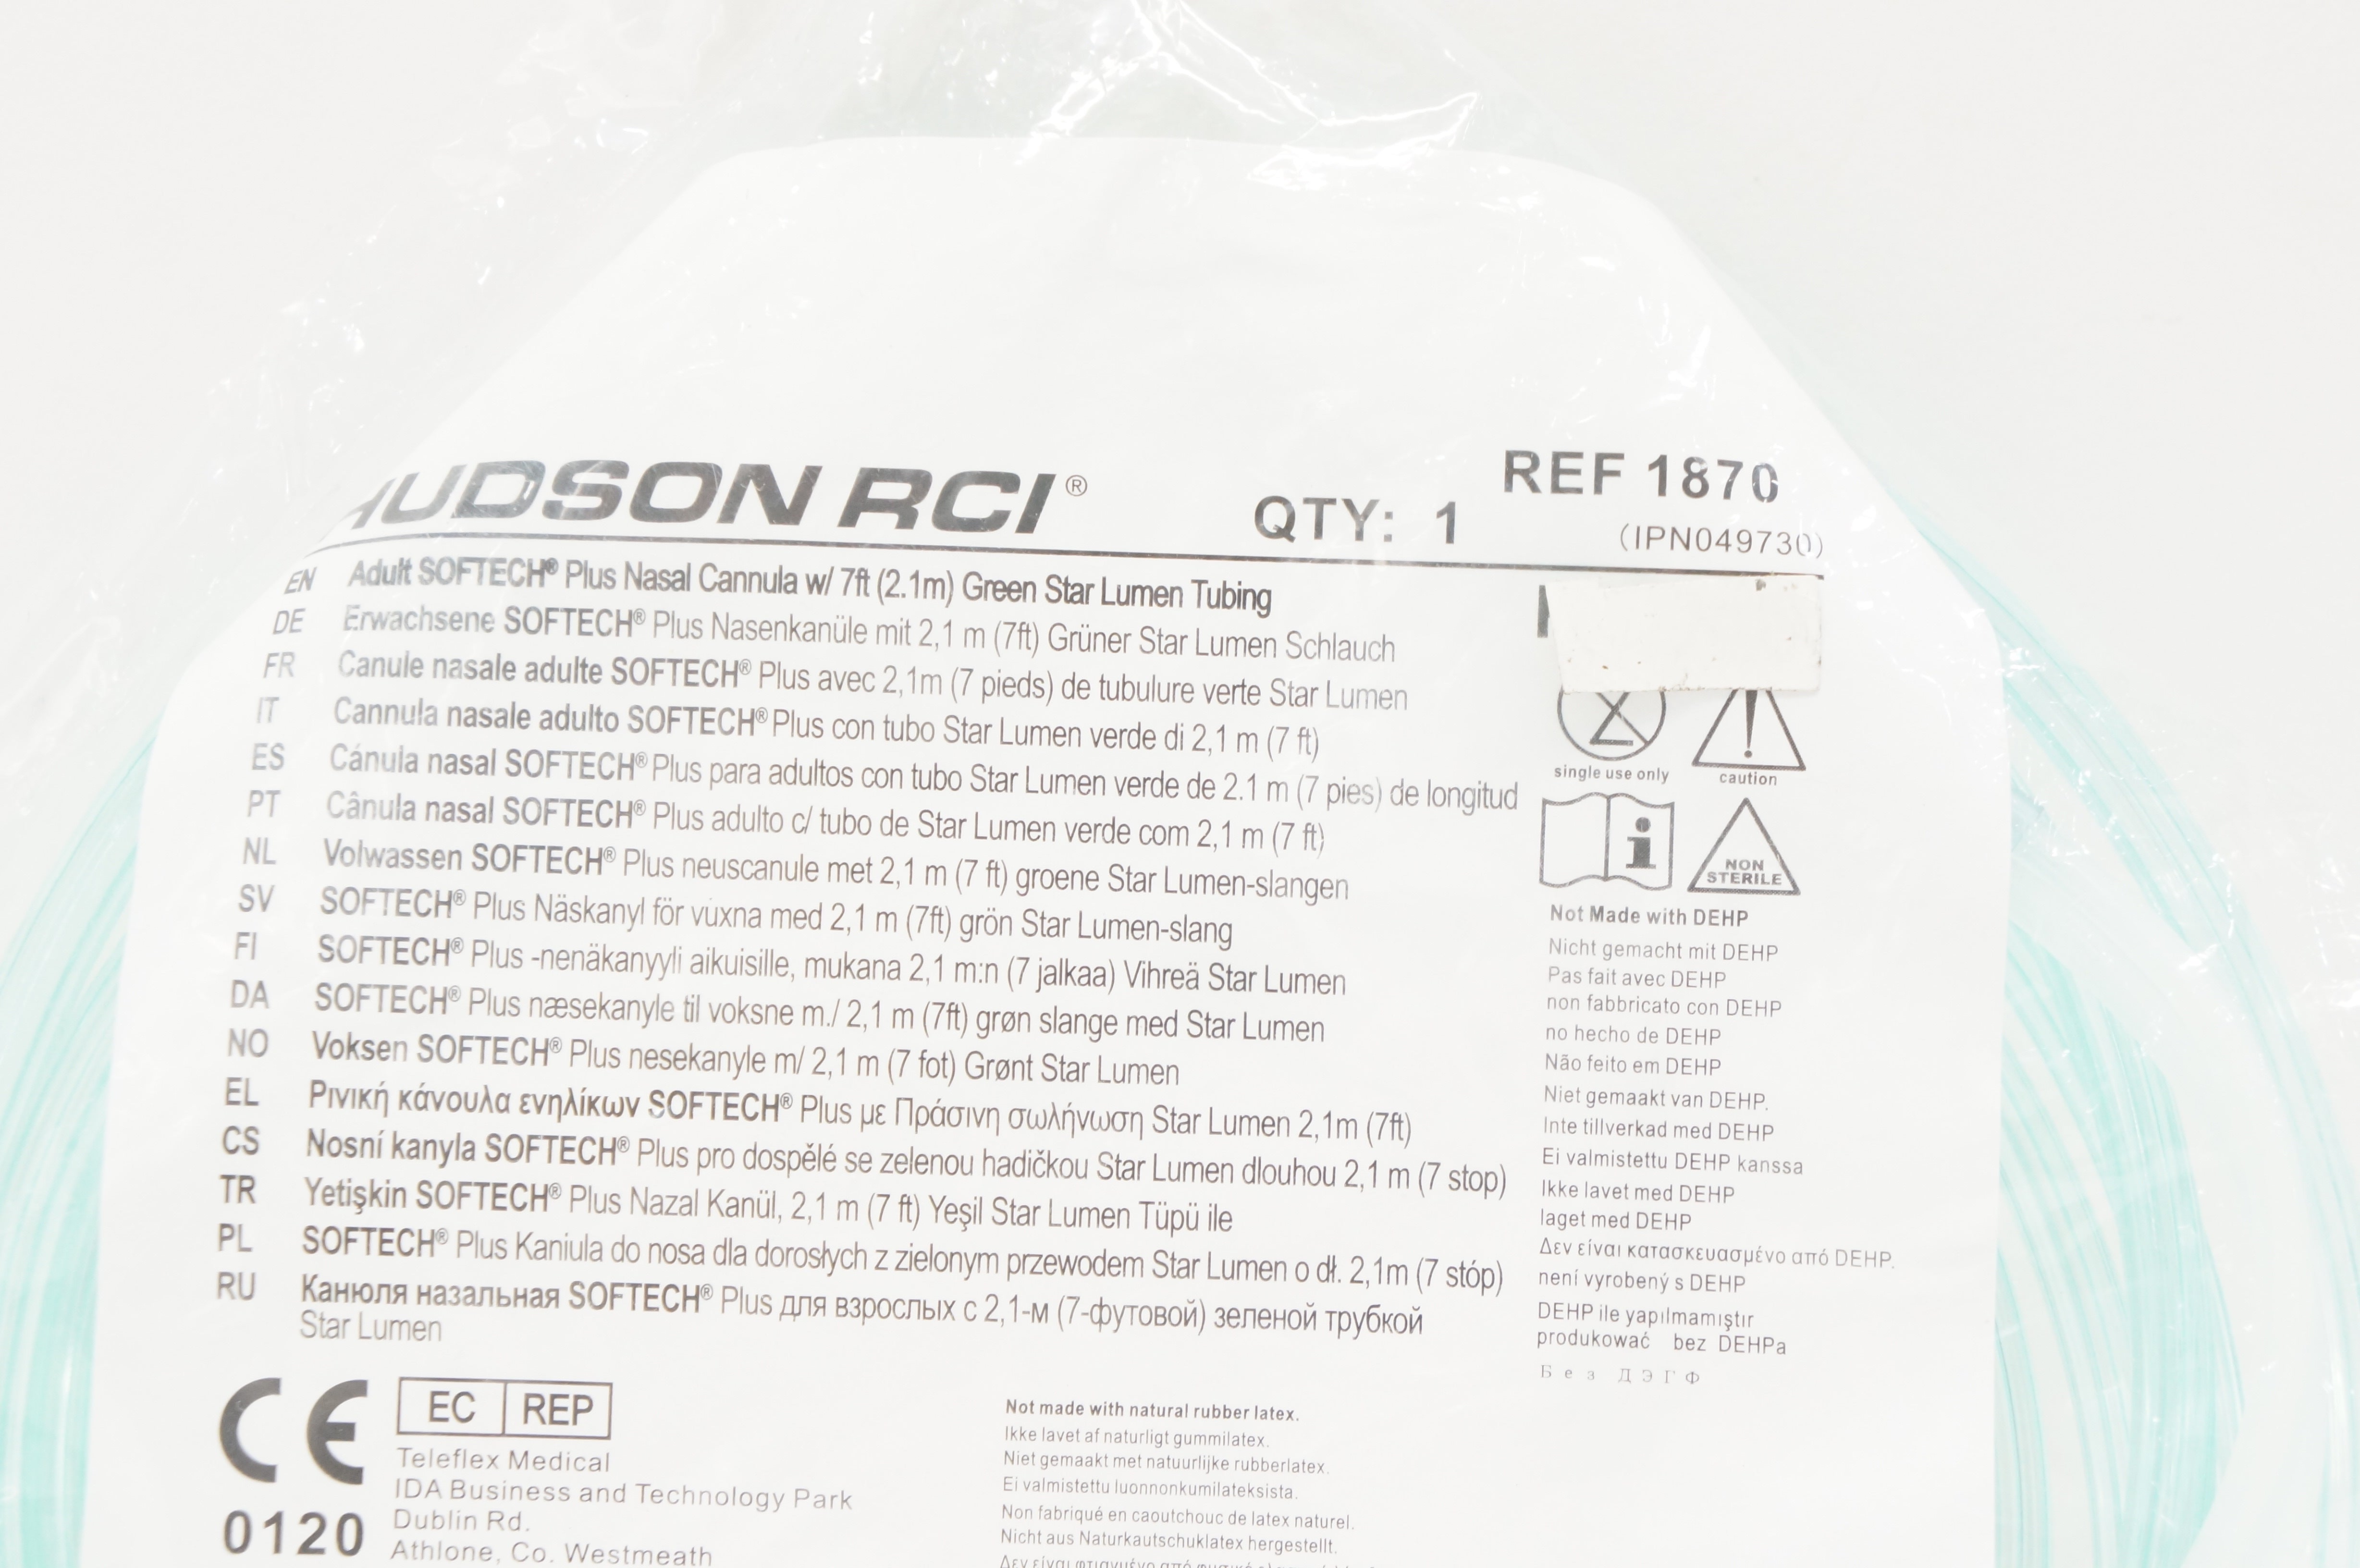 HUDSON RCI®
QTY: 1
REF 1870
(IPN049730)
EN Adult SOFTECH® Plus Nasal Cannula w/ 7ft (2.1m) Green Star Lumen Tubing
DE Erwachsene SOFTECH® Plus Nasenkanüle mit 2,1 m (7ft) Grüner Star Lumen Schlauch
FR Canule nasale adulte SOFTECH® Plus avec 2,1m (7 pieds) de tubulure verte Star Lumen
IT Cannula nasale adulto SOFTECH® Plus con tubo Star Lumen verde di 2,1 m (7 ft)
ES Cánula nasal SOFTECH® Plus para adultos con tubo Star Lumen verde de 2.1 m (7 pies) de longitud
PT Cânula nasal SOFTECH® Plus adulto c/ tubo de Star Lumen verde com 2,1 m (7 ft)
NL Volwassen SOFTECH® Plus neuscanule met 2,1 m (7 ft) groene Star Lumen-slangen
SV SOFTECH® Plus Näskanyl för vuxna med 2,1 m (7ft) grön Star Lumen-slang
FI SOFTECH® Plus -nenäkanyyli aikuisille, mukana 2,1 m:n (7 jalkaa) Vihreä Star Lumen
DA SOFTECH® Plus næsekanyle til voksne m./ 2,1 m (7ft) grøn slange med Star Lumen
NO Voksen SOFTECH® Plus nesekanyle m/ 2,1 m (7 fot) Grønt Star Lumen
EL Ρινική κάνουλα ενηλίκων SOFTECH® Plus με Πράσινη σωλήνωση Star Lumen 2,1m (7ft)
CS Nosní kanyla SOFTECH® Plus pro dospělé se zelenou hadičkou Star Lumen dlouhou 2,1 m (7 stop)
TR Yetişkin SOFTECH® Plus Nazal Kanül, 2,1 m (7 ft) Yeşil Star Lumen Tüpü ile
PL SOFTECH® Plus Kaniula do nosa dla dorosłych z zielonym przewodem Star Lumen o dł. 2,1m (7 stóp)
RU Канюля назальная SOFTECH® Plus для взрослых с 2,1-м (7-футовой) зеленой трубкой
Star Lumen
single use only
caution
NON
STERILE
Not Made with DEHP
Nicht gemacht mit DEHP
Pas fait avec DEHP
non fabbricato con DEHP
no hecho de DEHP
Não feito em DEHP
Niet gemaakt van DEHP.
Inte tillverkad med DEHP
Ei valmistettu DEHP kanssa
Ikke lavet med DEHP
laget med DEHP
Δεν είναι κατασκευασμένο από DEHP.
není vyrobený s DEHP
DEHP ile yapılmamıştır
produkować bez DEHPa
Без ДЭГФ
CE
0120
EC REP
Teleflex Medical
IDA Business and Technology Park
Dublin Rd.
Athlone, Co. Westmeath
Not made with natural rubber latex.
Ikke lavet af naturligt gummilatex.
Niet gemaakt met natuurlijke rubberlatex.
Ei valmistettu luonnonkumilateksista.
Non fabriqué en caoutchouc de latex naturel.
Nicht aus Naturkautschuklatex hergestellt.
Δεν είναι φτιαγμένο από